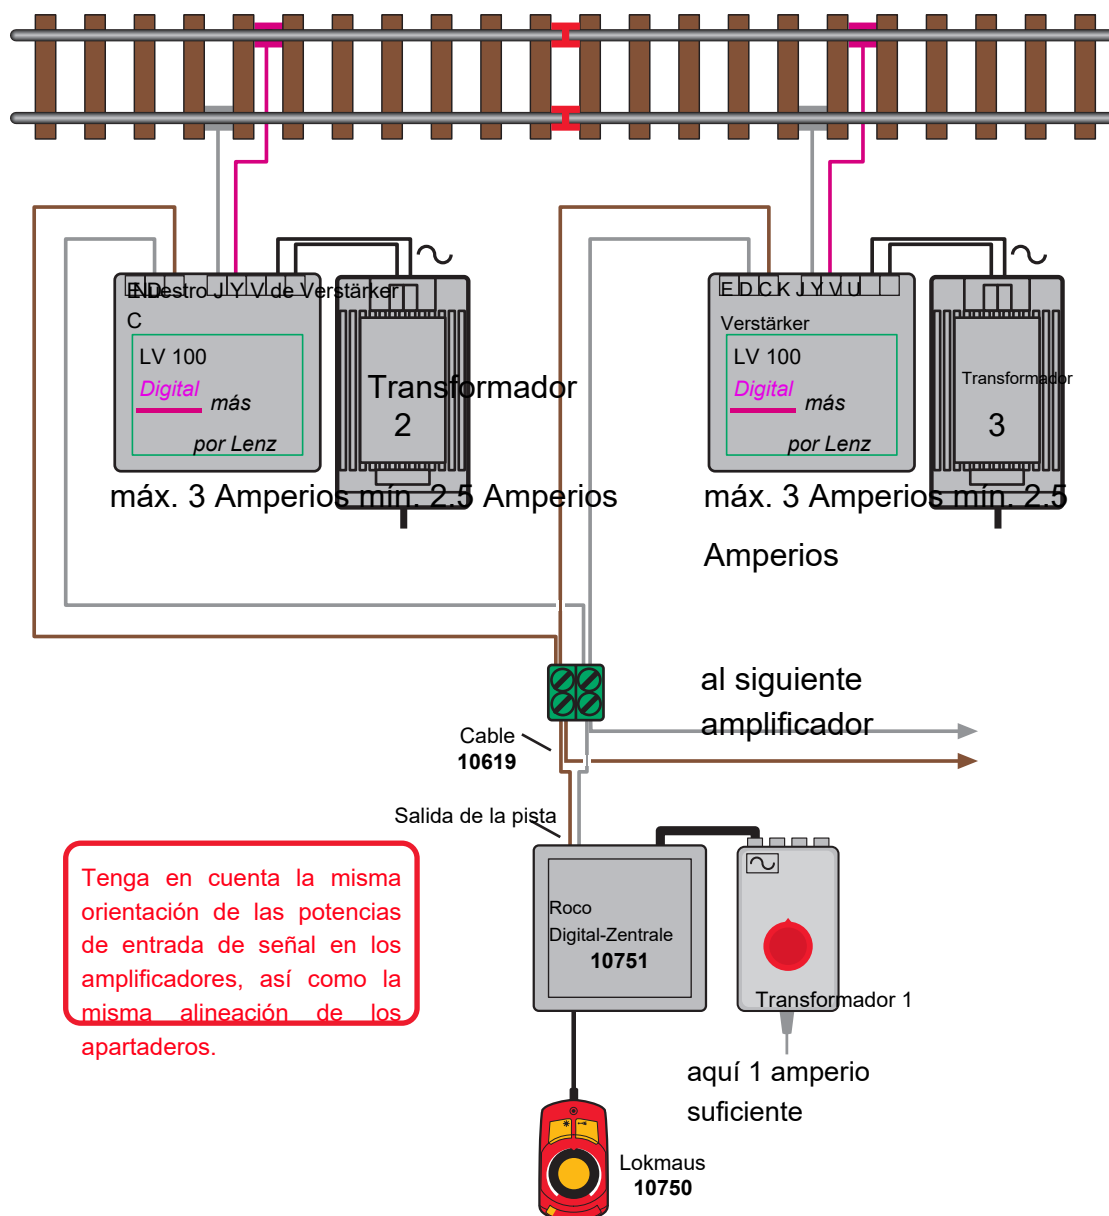 E D C K J Y V U
Verstärker
C
LV 100
Digital
más
por Lenz
Transformador
2
máx. 3 Amperios mín. 2.5 Amperios
Verstärker
LV 100
Digital
más
por Lenz
Transformador
3
máx. 3 Amperios mín. 2.5
Amperios
al siguiente
amplificador
Cable
10619
Salida de la pista
Tenga en cuenta la misma
orientación de las potencias
de entrada de señal en los
amplificadores, así como la
misma alineación de los
apartaderos.
Roco
Digital-Zentrale
10751
Transformador 1
aquí 1 amperio
suficiente
Lokmaus
10750